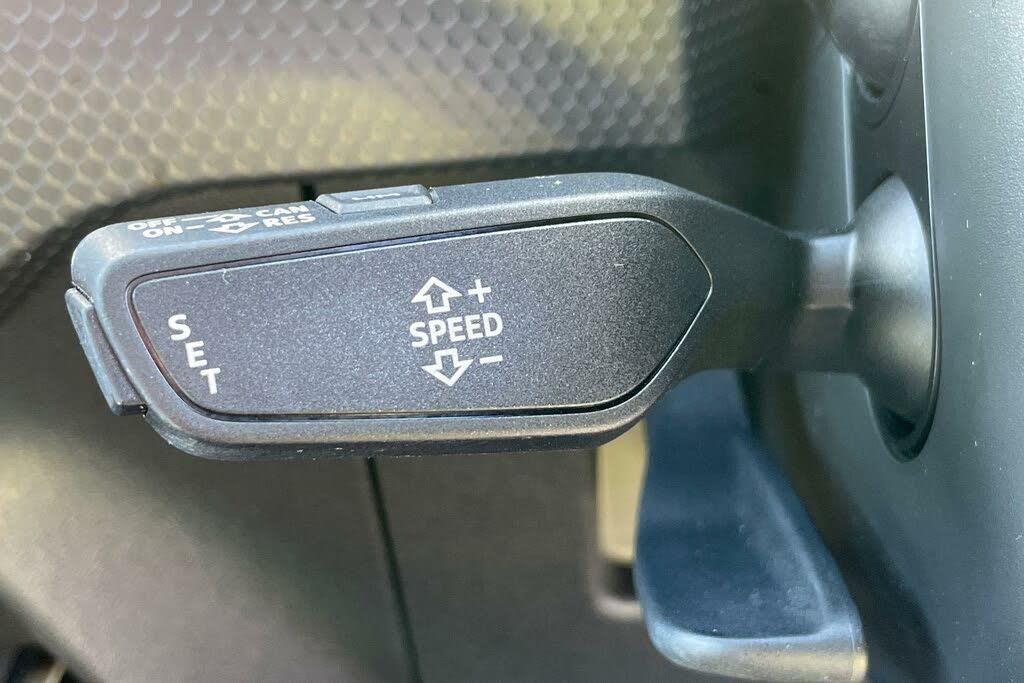 OFF CAN
ON RES
SET
+
SPEED
-